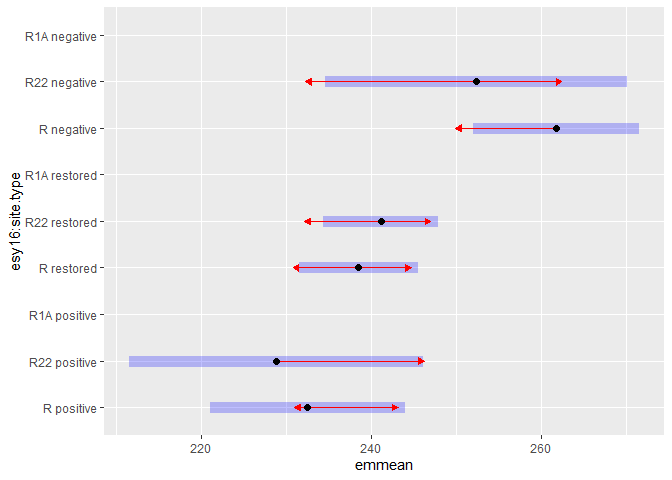 R1A negative
R22 negative
R negative
R1A restored
R22 restored
R restored
R1A positive
R22 positive
R positive
esy16:site.type
220 240 260
emmean